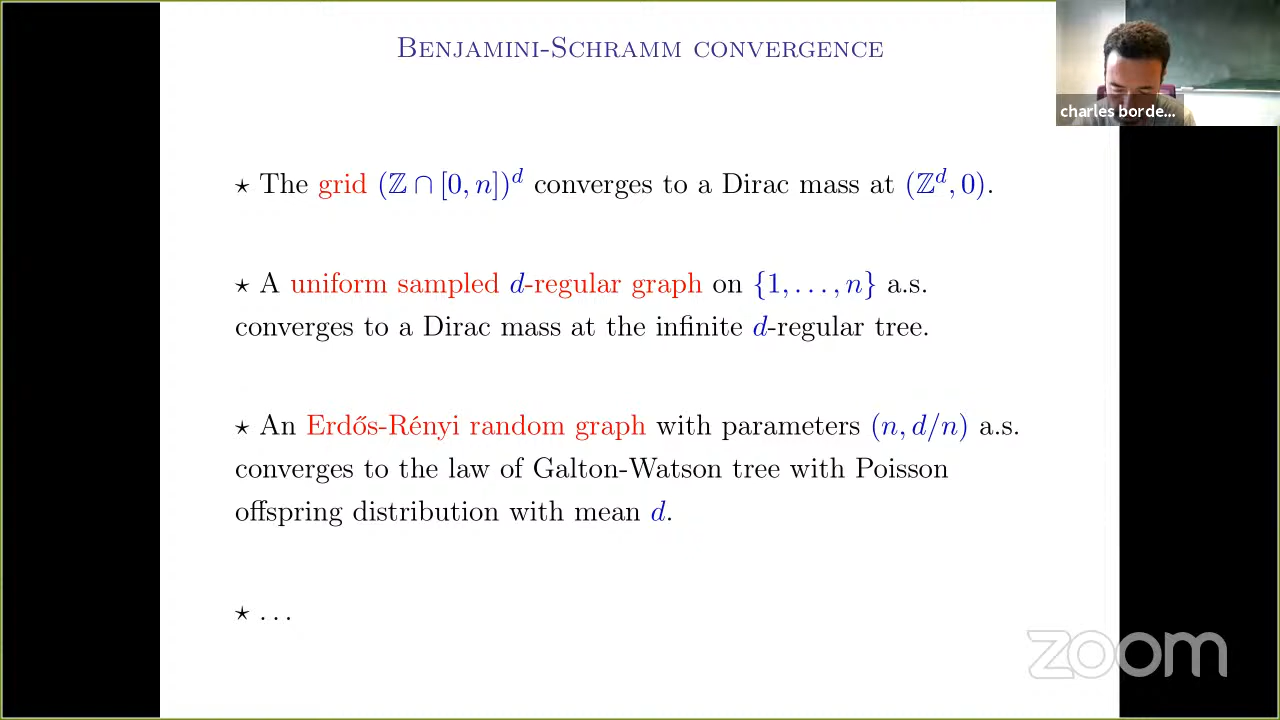 BENJAMINI-SCHRAMM CONVERGENCE
charles borde...
⋆ The grid (ℤ ∩ [0, n])^d converges to a Dirac mass at (ℤ^d, 0).
⋆ A uniform sampled d-regular graph on {1, . . . , n} a.s.
converges to a Dirac mass at the infinite d-regular tree.
⋆ An Erdős-Rényi random graph with parameters (n, d/n) a.s.
converges to the law of Galton-Watson tree with Poisson
offspring distribution with mean d.
⋆ . . .
zoom